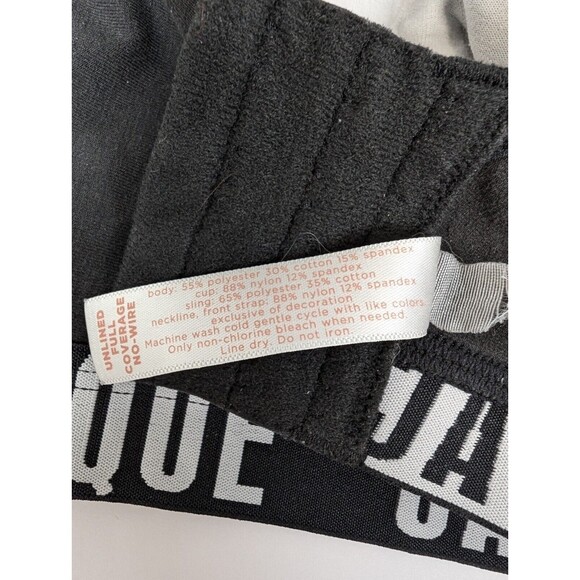 UNLINED
FULL
COVERAGE
NO-WIRE
body: 55% polyester 30% cotton 15% spandex
cup: 88% nylon 12% spandex
sling: 65% polyester 35% cotton
neckline, front strap: 88% nylon 12% spandex
exclusive of decoration
Machine wash cold gentle cycle with like colors.
Only non-chlorine bleach when needed.
Line dry. Do not iron.
QUE
CA